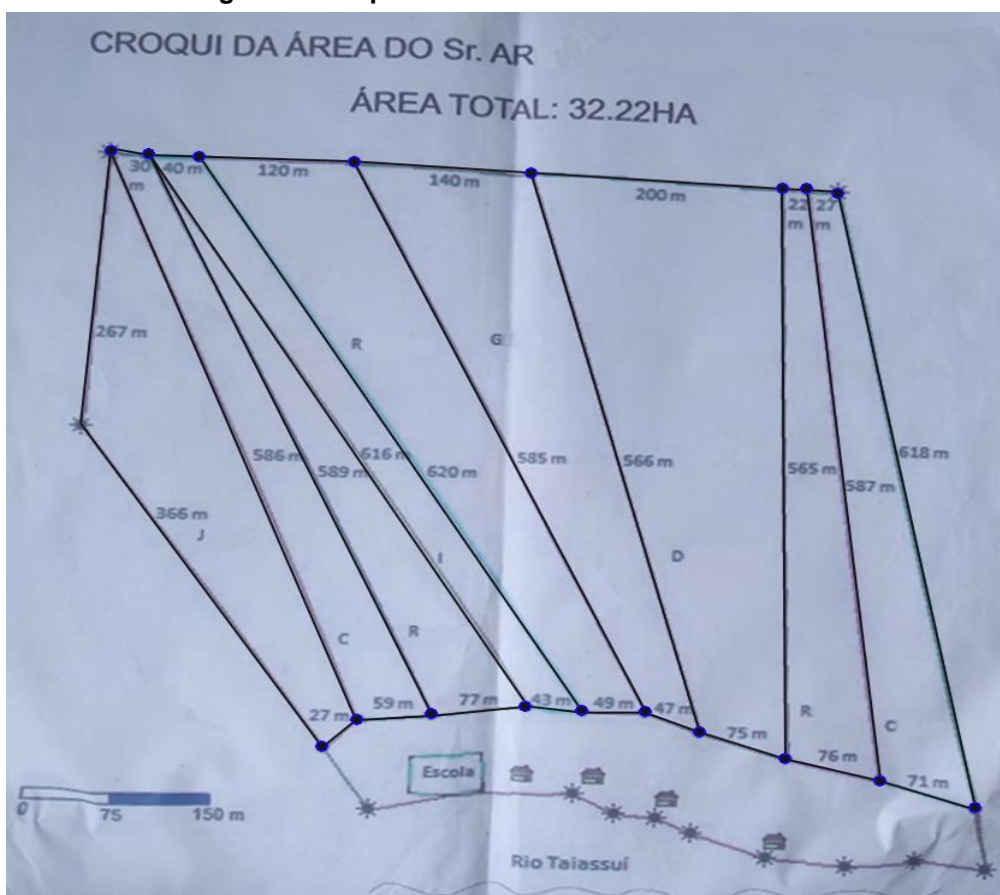 CROQUI DA ÁREA DO Sr. AR
ÁREA TOTAL: 32.22HA
30 m
40 m
120 m
140 m
200 m
22 m
27 m
267 m
R
G
586 m
589 m
616 m
620 m
585 m
566 m
565 m
587 m
618 m
366 m
J
I
D
C
R
R
C
27 m
59 m
77 m
43 m
49 m
47 m
75 m
76 m
71 m
Escola
0
75
150 m
Rio Taiassuí